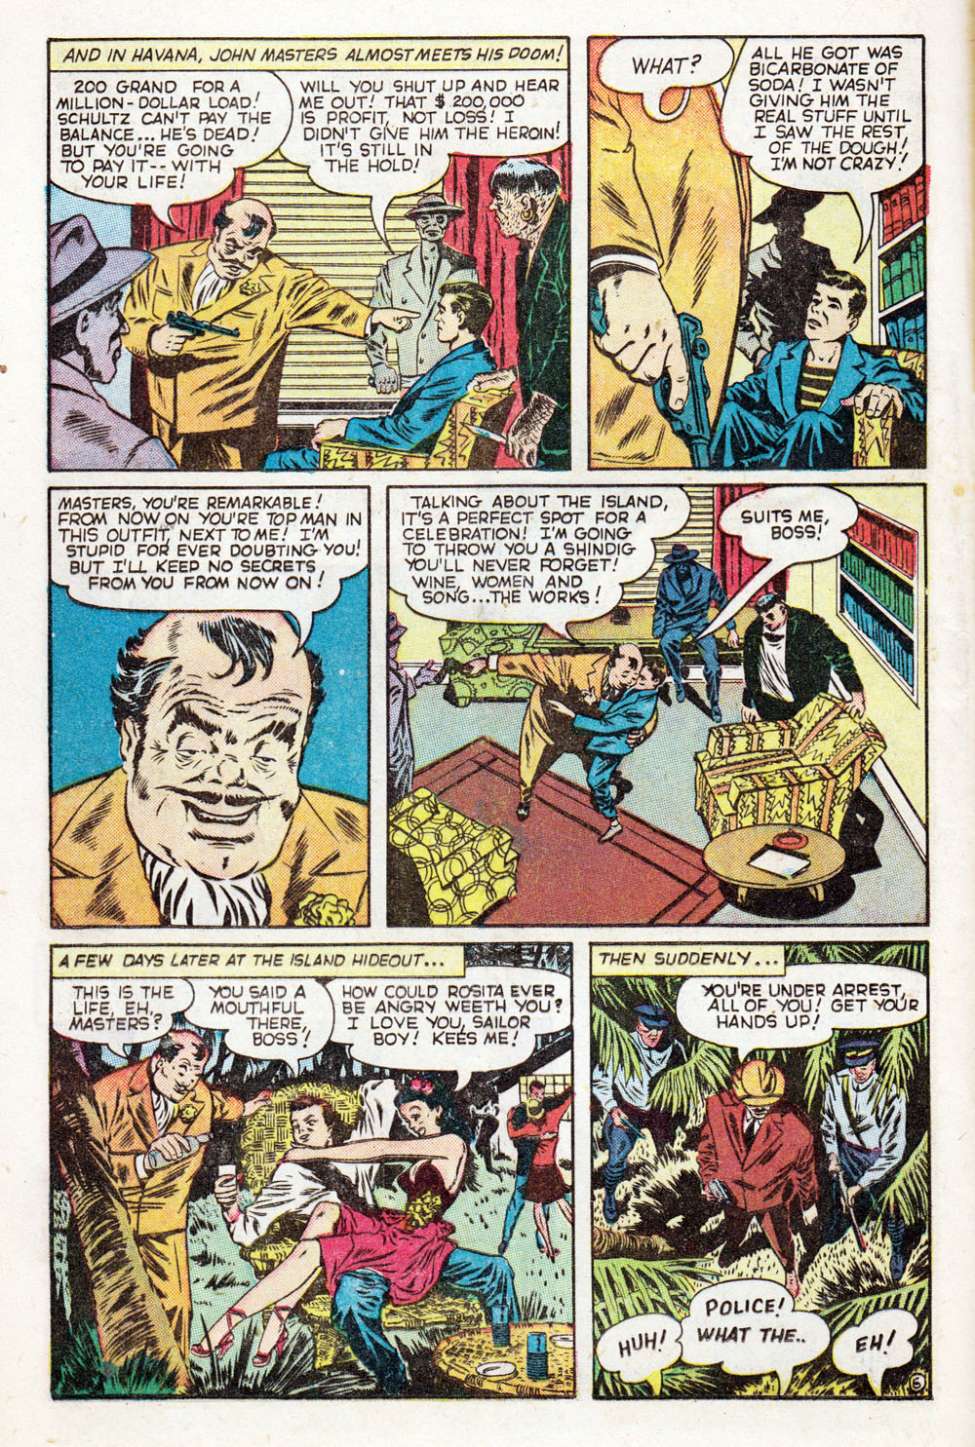 AND IN HAVANA, JOHN MASTERS ALMOST MEETS HIS DOOM!
200 GRAND FOR A
MILLION-DOLLAR LOAD!
SCHULTZ CAN'T PAY THE
BALANCE... HE'S DEAD!
BUT YOU'RE GOING
TO PAY IT--WITH
YOUR LIFE!
WILL YOU SHUT UP AND HEAR
ME OUT! THAT $200,000
IS PROFIT, NOT LOSS! I
DIDN'T GIVE HIM THE HEROIN!
IT'S STILL IN
THE HOLD!
WHAT?
ALL HE GOT WAS
BICARBONATE OF
SODA! I WASN'T
GIVING HIM THE
REAL STUFF UNTIL
I SAW THE REST
OF THE DOUGH!
I'M NOT CRAZY!
MASTERS, YOU'RE REMARKABLE!
FROM NOW ON YOU'RE TOP MAN IN
THIS OUTFIT, NEXT TO ME! I'M
STUPID FOR EVER DOUBTING YOU!
BUT I'LL KEEP NO SECRETS
FROM YOU FROM NOW ON!
TALKING ABOUT THE ISLAND,
IT'S A PERFECT SPOT FOR A
CELEBRATION! I'M GOING
TO THROW YOU A SHINDIG
YOU'LL NEVER FORGET!
WINE, WOMEN AND
SONG...THE WORKS!
SUITS ME,
BOSS!
A FEW DAYS LATER AT THE ISLAND HIDEOUT...
THIS IS THE
LIFE, EH,
MASTERS?
YOU SAID A
MOUTHFUL
THERE,
BOSS!
HOW COULD ROSITA EVER
BE ANGRY WEETH YOU?
I LOVE YOU, SAILOR
BOY! KEES ME!
THEN SUDDENLY...
YOU'RE UNDER ARREST,
ALL OF YOU! GET YOUR
HANDS UP!
HUH!
POLICE!
WHAT THE..
EH!
6